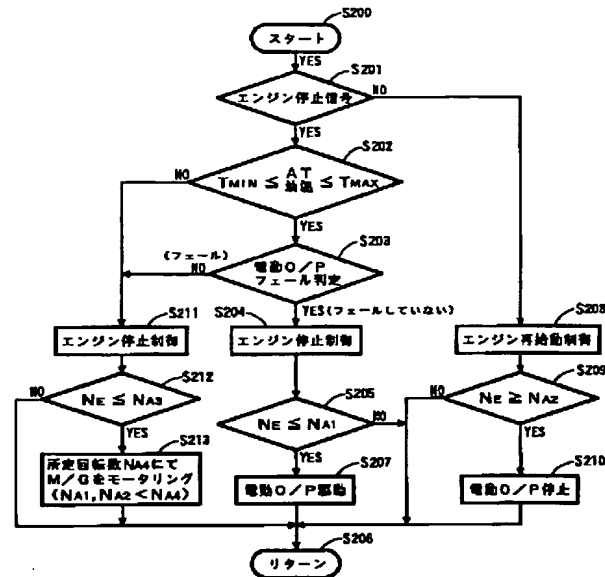 S200
スタート
YES
S201
エンジン停止信号
NO
YES
S202
TMIN ≦ AT油温 ≦ TMAX
NO
YES
S203
電動O/P
フェール判定
(フェール)
NO
YES(フェールしていない)
S211
エンジン停止制御
S204
エンジン停止制御
S208
エンジン再始動制御
S212
NE ≦ NA3
NO
YES
S205
NE ≦ NA1
NO
YES
S209
NE ≧ NA2
NO
YES
S213
所定回転数NA4にて
M/Gをモータリング
(NA1,NA2<NA4)
S207
電動O/P駆動
S210
電動O/P停止
S206
リターン